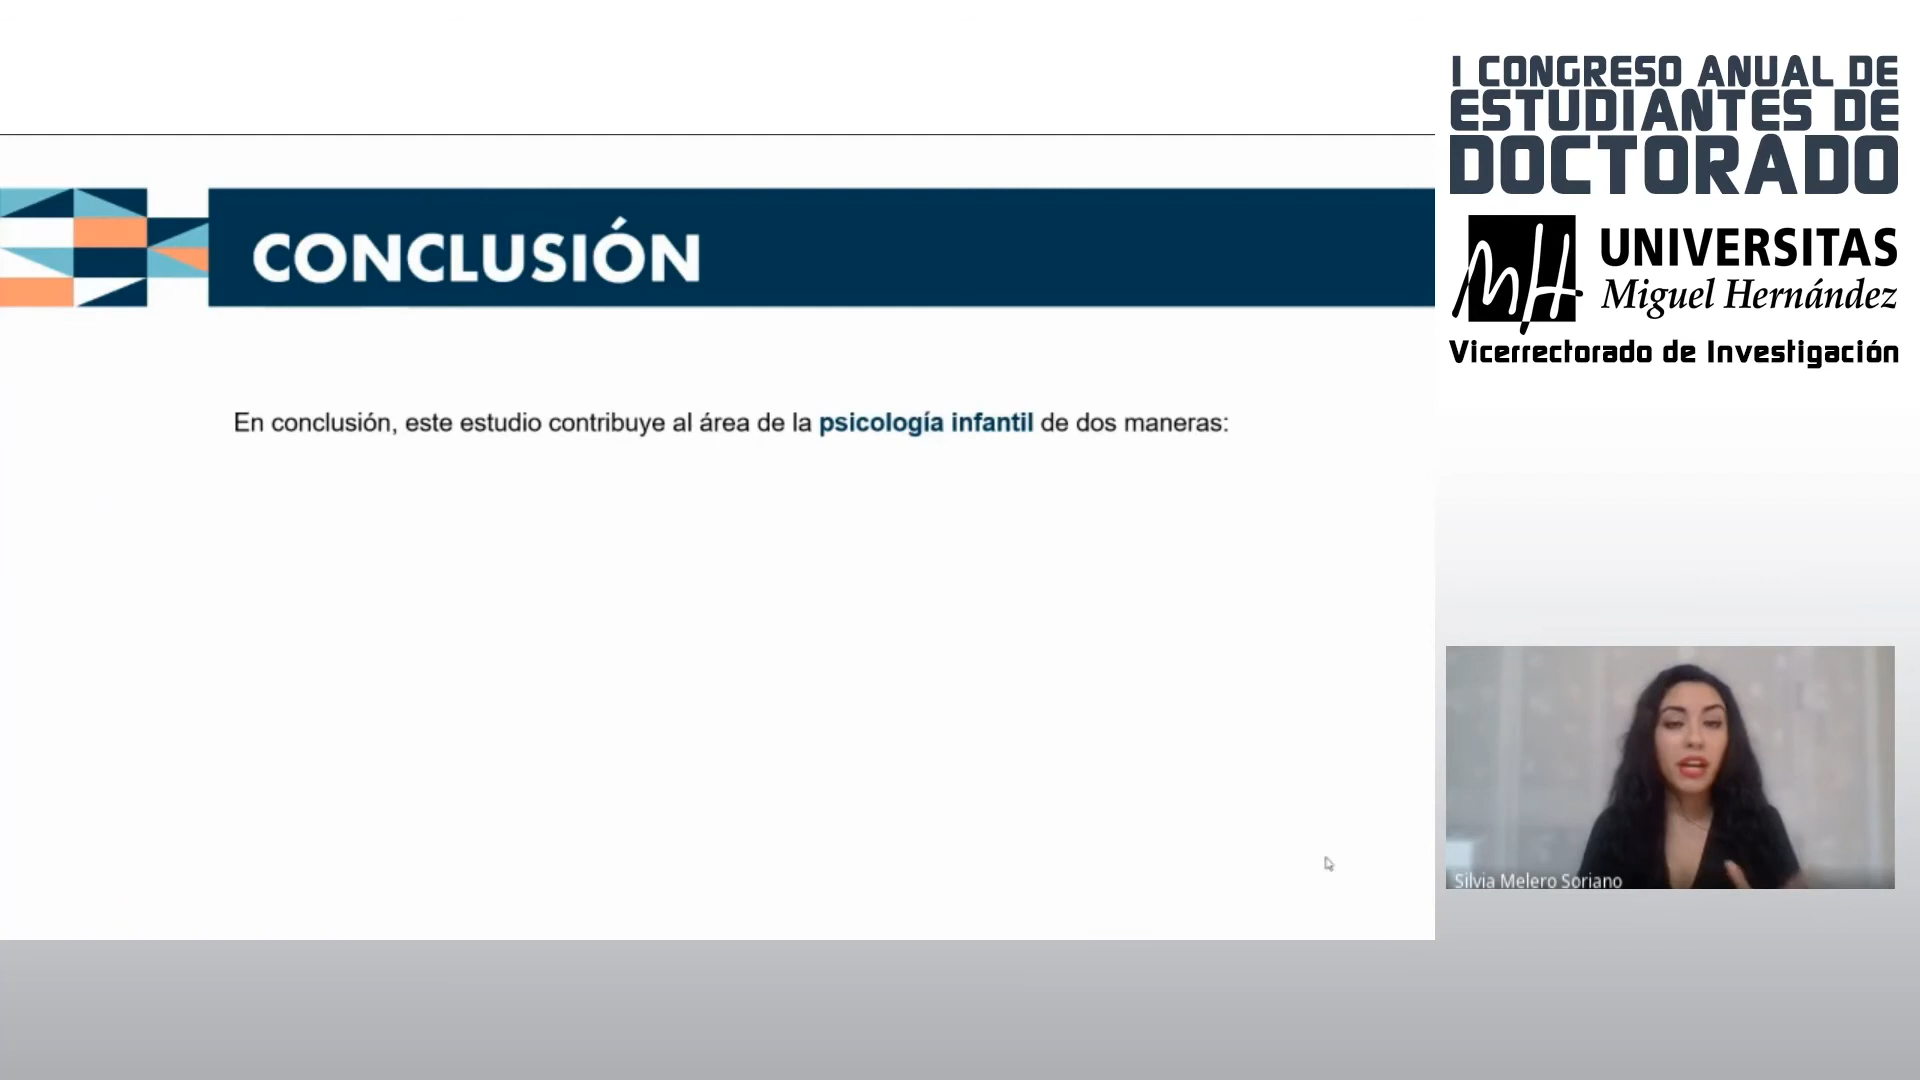 CONCLUSIÓN
En conclusión, este estudio contribuye al área de la psicología infantil de dos maneras:
I CONGRESO ANUAL DE
ESTUDIANTES DE
DOCTORADO
UNIVERSITAS
Miguel Hernández
Vicerrectorado de Investigación
Silvia Melero Soriano